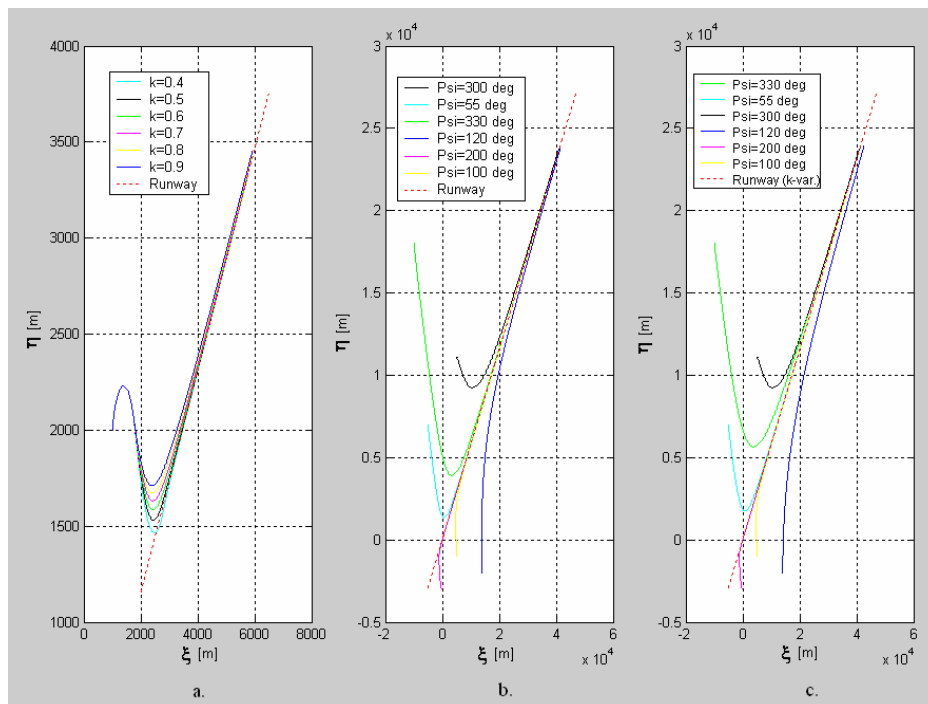 4000
3500
3000
2500
2000
1500
1000
0
2000
4000
6000
8000
η [m]
ξ [m]
k=0.4
k=0.5
k=0.6
k=0.7
k=0.8
k=0.9
Runway
a.
x 10^4
3
2.5
2
1.5
1
0.5
0
-0.5
-2
0
2
4
6
x 10^4
η [m]
ξ [m]
Psi=300 deg
Psi=55 deg
Psi=330 deg
Psi=120 deg
Psi=200 deg
Psi=100 deg
Runway
b.
x 10^4
3
2.5
2
1.5
1
0.5
0
-0.5
-2
0
2
4
6
x 10^4
η [m]
ξ [m]
Psi=330 deg
Psi=55 deg
Psi=300 deg
Psi=120 deg
Psi=200 deg
Psi=100 deg
Runway (k-var.)
c.